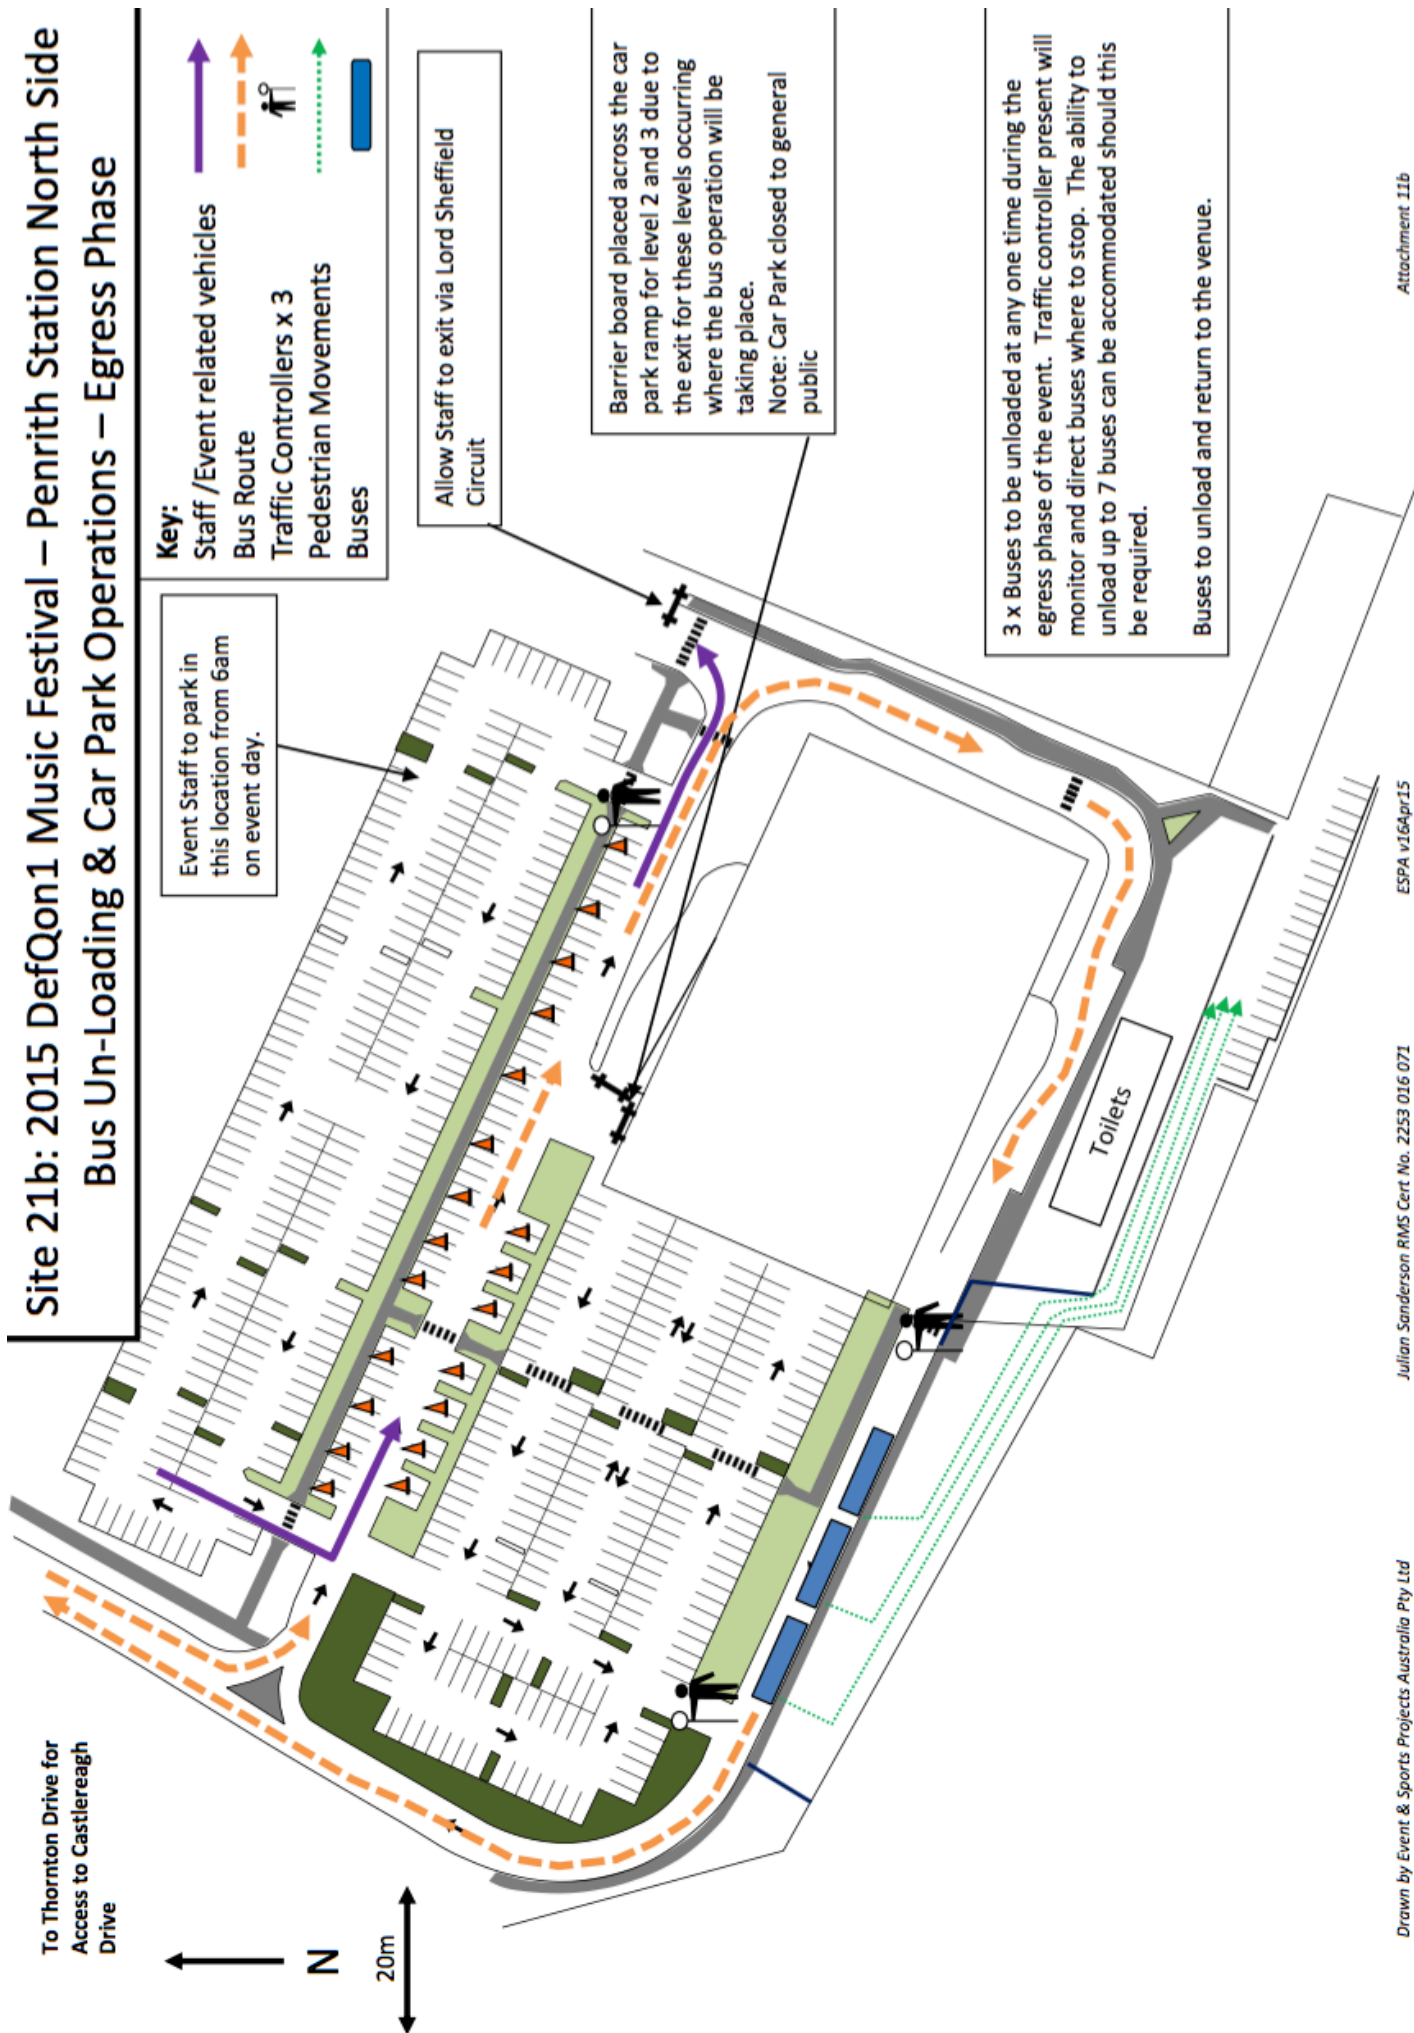 Site 21b: 2015 DefQon1 Music Festival – Penrith Station North Side
Bus Un-Loading & Car Park Operations – Egress Phase
Key:
Staff /Event related vehicles
Bus Route
Traffic Controllers x 3
Pedestrian Movements
Buses
To Thornton Drive for
Access to Castlereagh
Drive
N
20m
Event Staff to park in
this location from 6am
on event day.
Allow Staff to exit via Lord Sheffield
Circuit
Barrier board placed across the car
park ramp for level 2 and 3 due to
the exit for these levels occurring
where the bus operation will be
taking place.
Note: Car Park closed to general
public
Toilets
3 x Buses to be unloaded at any one time during the
egress phase of the event.  Traffic controller present will
monitor and direct buses where to stop.  The ability to
unload up to 7 buses can be accommodated should this
be required.
Buses to unload and return to the venue.
Drawn by Event & Sports Projects Australia Pty Ltd
Julian Sanderson RMS Cert No. 2253 016 071
ESPA v16Apr15
Attachment 11b